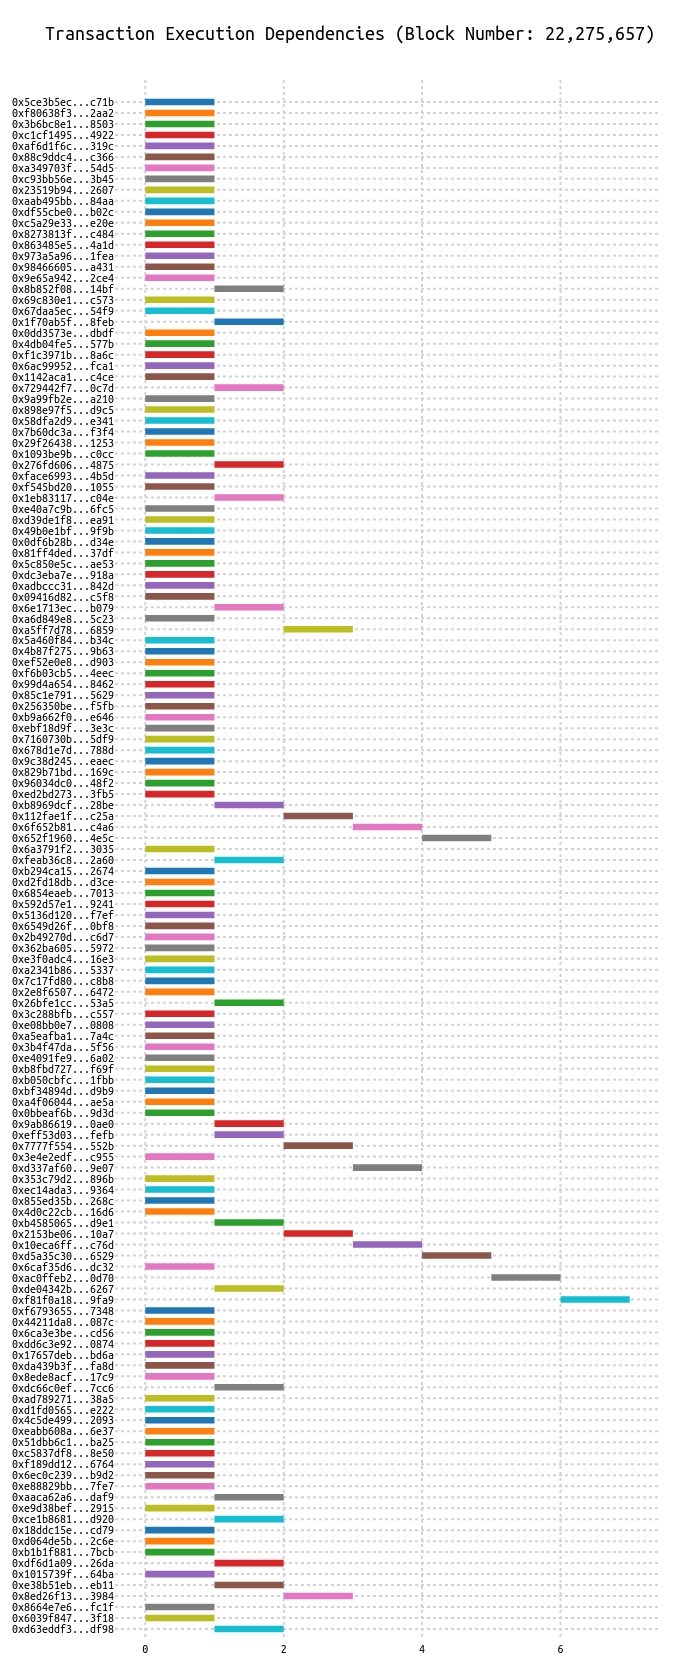 Transaction Execution Dependencies (Block Number: 22,275,657)
0x5ce3b5ec...c71b
0xf80638f3...2aa2
0x3b6bc8e1...8503
0xc1cf1495...4922
0xaf6d1f6c...319c
0x88c9ddc4...c366
0xa349703f...54d5
0xc93bb56e...3b45
0x23519b94...2607
0xaab495bb...84aa
0xdf55cbe0...b02c
0xc5a29e33...e20e
0x8273813f...c484
0x863485e5...4a1d
0x973a5a96...1fea
0x98466605...a431
0x9e65a942...2ce4
0x8b852f08...14bf
0x69c830e1...c573
0x67daa5ec...54f9
0x1f70ab5f...8feb
0x0dd3573e...dbdf
0x4db04fe5...577b
0xf1c3971b...8a6c
0x6ac99952...fca1
0x1142aca1...c4ce
0x729442f7...0c7d
0x9a99fb2e...a210
0x898e97f5...d9c5
0x58dfa2d9...e341
0x7b60dc3a...f3f4
0x29f26438...1253
0x1093be9b...c0cc
0x276fd606...4875
0xface6993...4b5d
0xf545bd20...1055
0x1eb83117...c04e
0xe40a7c9b...6fc5
0xd39de1f8...ea91
0x49b0e1bf...9f9b
0x0df6b28b...d34e
0x81ff4ded...37df
0x5c850e5c...ae53
0xdc3eba7e...918a
0xadbccc31...842d
0x09416d82...c5f8
0x6e1713ec...b079
0xa6d849e8...5c23
0xa5ff7d78...6859
0x5a460f84...b34c
0x4b87f275...9b63
0xef52e0e8...d903
0xf6b03cb5...4eec
0x99d4a654...8462
0x85c1e791...5629
0x256350be...f5fb
0xb9a662f0...e646
0xebf18d9f...3e3c
0x7160730b...5df9
0x678d1e7d...788d
0x9c38d245...eaec
0x829b71bd...169c
0x96034dc0...48f2
0xed2bd273...3fb5
0xb8969dcf...28be
0x112fae1f...c25a
0x6f652b81...c4a6
0x652f1960...4e5c
0x6a3791f2...3035
0xfeab36c8...2a60
0xb294ca15...2674
0xd2fd18db...d3ce
0x6854eaeb...7013
0x592d57e1...9241
0x5136d120...f7ef
0x6549d26f...0bf8
0x2b49270d...c6d7
0x362ba605...5972
0xe3f0adc4...16e3
0xa2341b86...5337
0x7c17fd80...c8b8
0x2e8f6507...6472
0x26bfe1cc...53a5
0x3c288bfb...c557
0xe08bb0e7...0808
0xa5eafba1...7a4c
0x3b4f47da...5f56
0xe4091fe9...6a02
0xb8fbd727...f69f
0xb050cbfc...1fbb
0xbf34894d...d9b9
0xa4f06044...ae5a
0x0bbeaf6b...9d3d
0x9ab86619...0ae0
0xeff53d03...fefb
0x7777f554...552b
0x3e4e2edf...c955
0xd337af60...9e07
0x353c79d2...896b
0xec14ada3...9364
0x855ed35b...268c
0x4d0c22cb...16d6
0xb4585065...d9e1
0x2153be06...10a7
0x10eca6ff...c76d
0xd5a35c30...6529
0x6caf35d6...dc32
0xac0ffeb2...0d70
0xde04342b...6267
0xf81f0a18...9fa9
0xf6793655...7348
0x44211da8...087c
0x6ca3e3be...cd56
0xdd6c3e92...0874
0x17657deb...bd6a
0xda439b3f...fa8d
0x8ede8acf...17c9
0xdc66c0ef...7cc6
0xad789271...38a5
0xd1fd0565...e222
0x4c5de499...2093
0xeabb608a...6e37
0x51dbb6c1...ba25
0xc5837df8...8e50
0xf189dd12...6764
0x6ec0c239...b9d2
0xe88829bb...7fe7
0xaaca62a6...daf9
0xe9d38bef...2915
0xce1b8681...d920
0x18ddc15e...cd79
0xd064de5b...2c6e
0xb1b1f881...7bcb
0xdf6d1a09...26da
0x1015739f...64ba
0xe38b51eb...eb11
0x8ed26f13...3984
0x8664e7e6...fc1f
0x6039f847...3f18
0xd63eddf3...df98
0 2 4 6